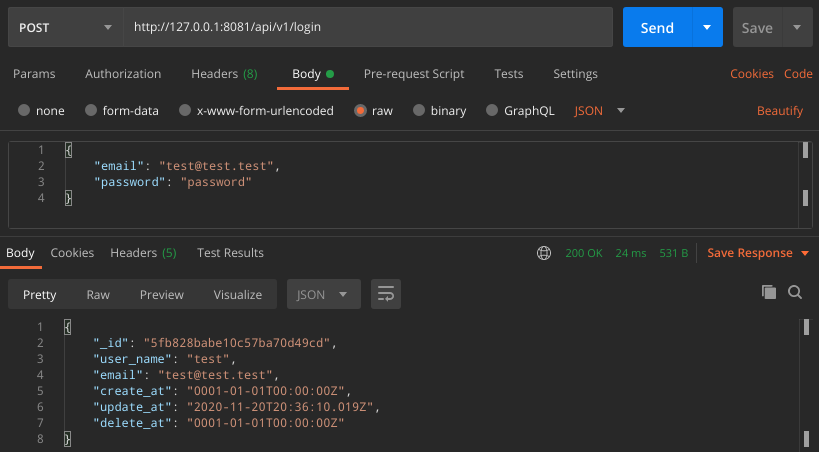 POST http://127.0.0.1:8081/api/v1/login Send Save
Params Authorization Headers (8) Body Pre-request Script Tests Settings Cookies Code
none form-data x-www-form-urlencoded raw binary GraphQL JSON Beautify
1 {
2 "email": "test@test.test",
3 "password": "password"
4 }
Body Cookies Headers (5) Test Results 200 OK 24 ms 531 B Save Response
Pretty Raw Preview Visualize JSON
1 {
2 "_id": "5fb828babe10c57ba70d49cd",
3 "user_name": "test",
4 "email": "test@test.test",
5 "create_at": "0001-01-01T00:00:00Z",
6 "update_at": "2020-11-20T20:36:10.019Z",
7 "delete_at": "0001-01-01T00:00:00Z"
8 }